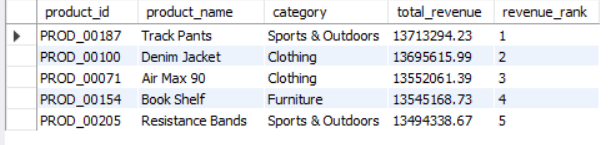 product_id product_name category total_revenue revenue_rank
PROD_00187 Track Pants Sports & Outdoors 13713294.23 1
PROD_00100 Denim Jacket Clothing 13695615.99 2
PROD_00071 Air Max 90 Clothing 13552061.39 3
PROD_00154 Book Shelf Furniture 13545168.73 4
PROD_00205 Resistance Bands Sports & Outdoors 13494338.67 5